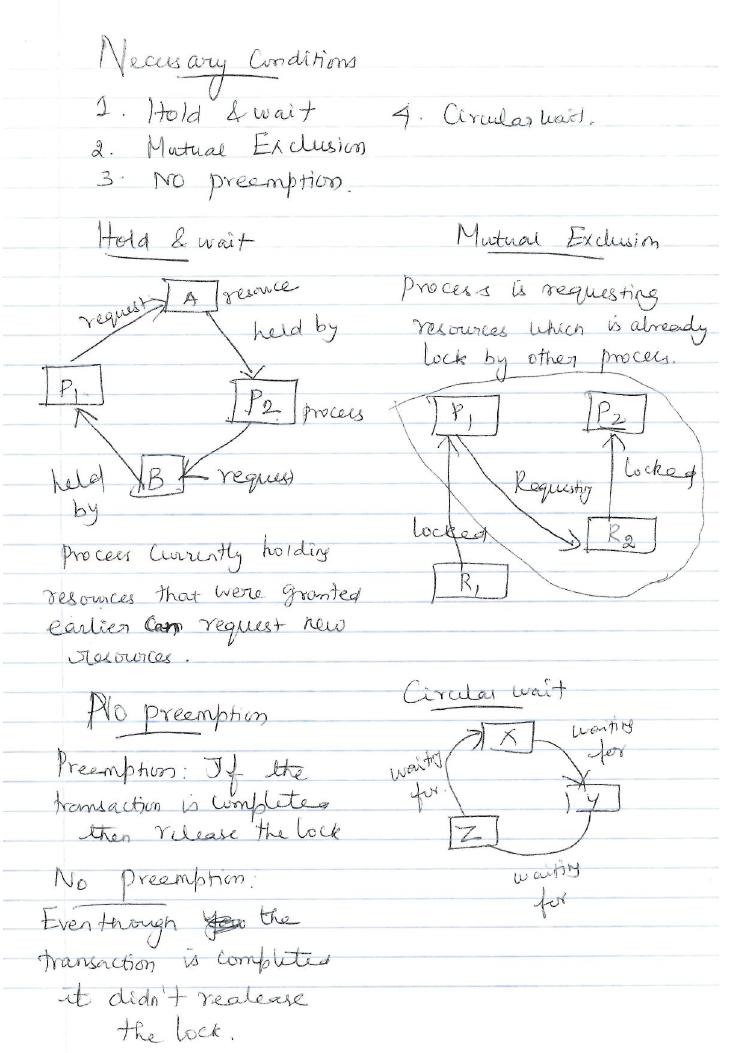 Necessary Conditions
1. Hold & wait
2. Mutual Exclusion
3. NO preemption.
4. Circular wait.
Hold & wait
A
resource
request
held by
P1
P2
process
B
held
by
request
process currently holding
resources that were granted
earlier can request new
resources.
Mutual Exclusion
Process is requesting
resources which is already
lock by other process.
P1
P2
Requesting
Locked
locked
R2
R1
No preemption
Preemption: If the
transaction is complete
then release the lock
No preemption:
Eventhough the
transaction is completed
it didn't realease
the lock.
Circular wait
X
waiting
for
waiting
for.
Y
Z
waiting
for